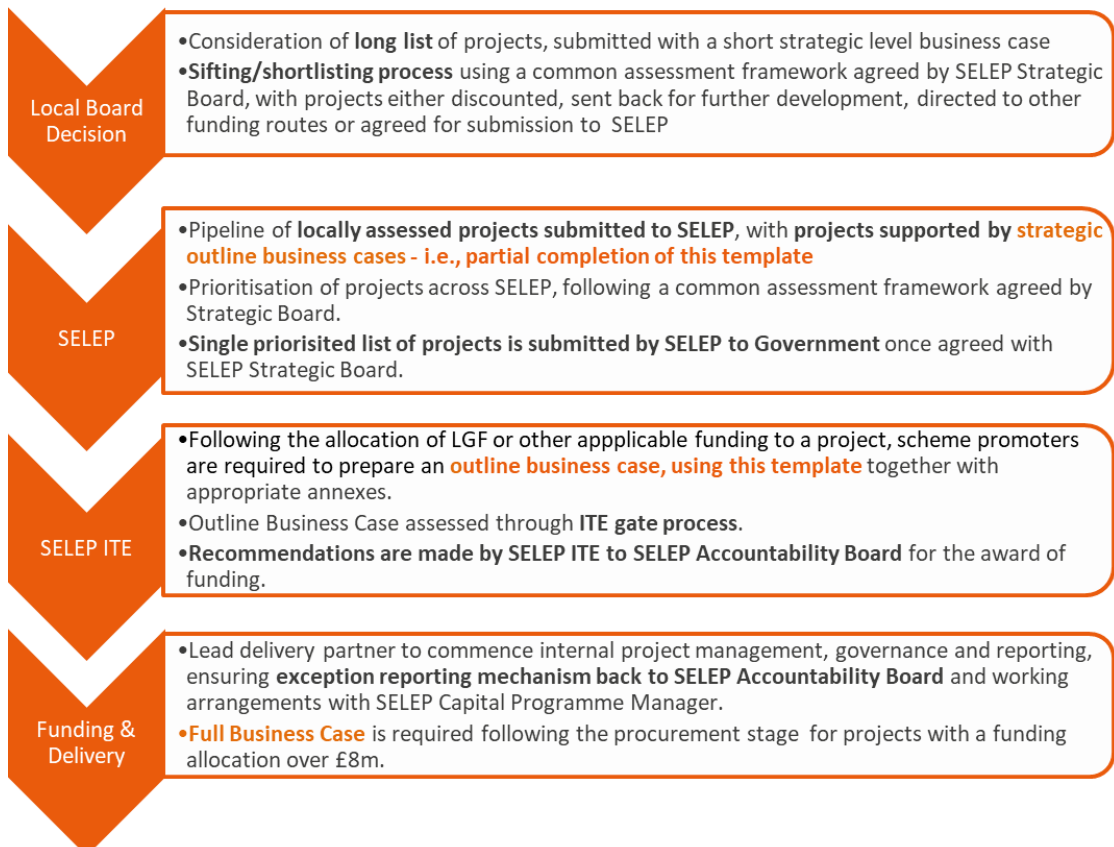 Local Board
Decision
•Consideration of long list of projects, submitted with a short strategic level business case
•Sifting/shortlisting process using a common assessment framework agreed by SELEP Strategic
Board, with projects either discounted, sent back for further development, directed to other
funding routes or agreed for submission to SELEP
SELEP
•Pipeline of locally assessed projects submitted to SELEP, with projects supported by strategic
outline business cases - i.e., partial completion of this template
•Prioritisation of projects across SELEP, following a common assessment framework agreed by
Strategic Board.
•Single priorisited list of projects is submitted by SELEP to Government once agreed with
SELEP Strategic Board.
SELEP ITE
•Following the allocation of LGF or other appplicable funding to a project, scheme promoters
are required to prepare an outline business case, using this template together with
appropriate annexes.
•Outline Business Case assessed through ITE gate process.
•Recommendations are made by SELEP ITE to SELEP Accountability Board for the award of
funding.
Funding &
Delivery
•Lead delivery partner to commence internal project management, governance and reporting,
ensuring exception reporting mechanism back to SELEP Accountability Board and working
arrangements with SELEP Capital Programme Manager.
•Full Business Case is required following the procurement stage for projects with a funding
allocation over £8m.